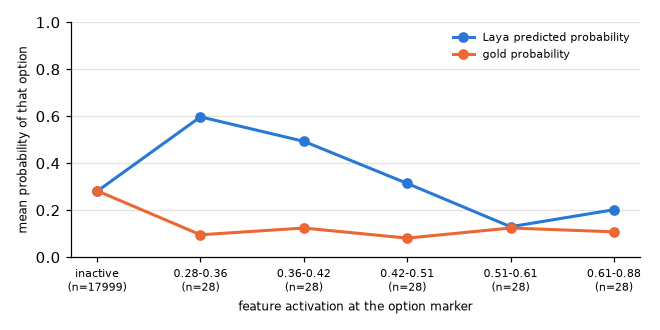 1.0
0.8
0.6
0.4
0.2
0.0
mean probability of that option
Laya predicted probability
gold probability
inactive
(n=17999)
0.28-0.36
(n=28)
0.36-0.42
(n=28)
0.42-0.51
(n=28)
0.51-0.61
(n=28)
0.61-0.88
(n=28)
feature activation at the option marker